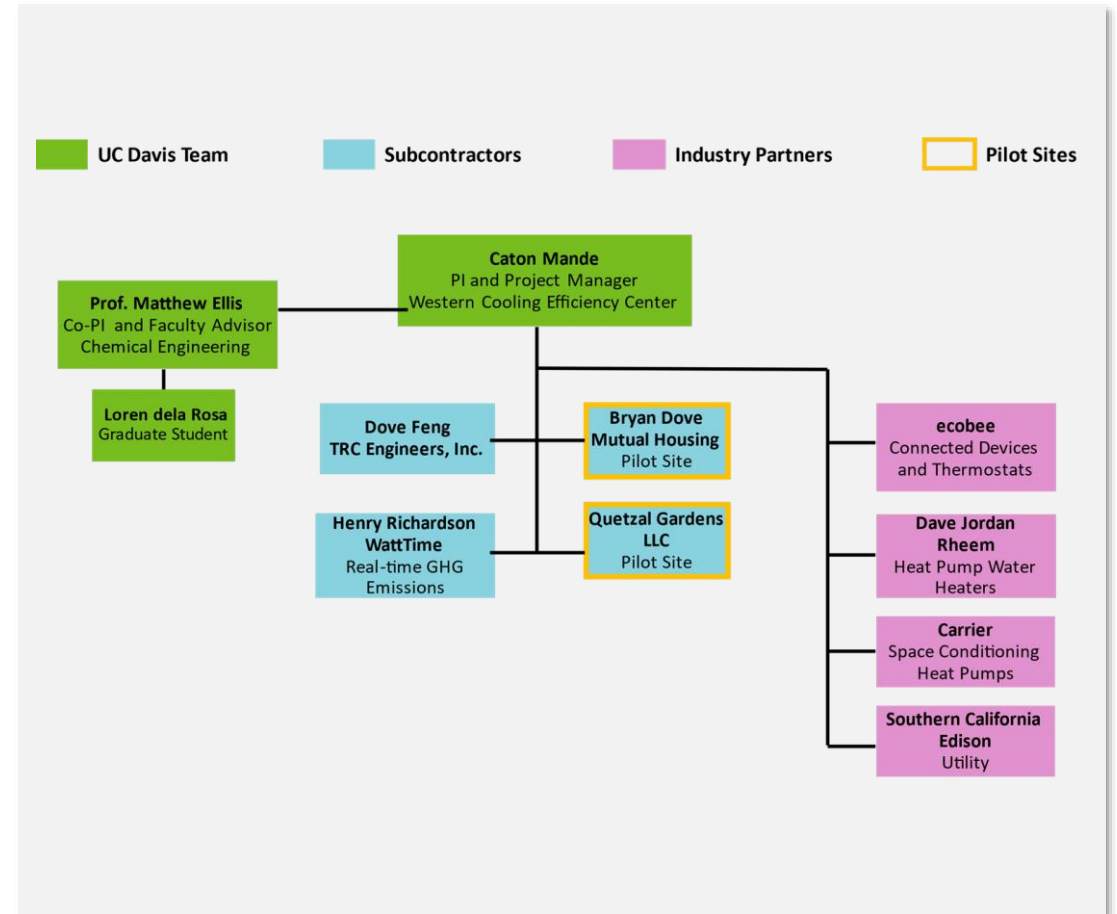 UC Davis Team
Subcontractors
Industry Partners
Pilot Sites
Caton Mande
PI and Project Manager
Western Cooling Efficiency Center
Prof. Matthew Ellis
Co-PI and Faculty Advisor
Chemical Engineering
Loren dela Rosa
Graduate Student
Dove Feng
TRC Engineers, Inc.
Bryan Dove
Mutual Housing
Pilot Site
Henry Richardson
WattTime
Real-time GHG
Emissions
Quetzal Gardens
LLC
Pilot Site
ecobee
Connected Devices
and Thermostats
Dave Jordan
Rheem
Heat Pump Water
Heaters
Carrier
Space Conditioning
Heat Pumps
Southern California
Edison
Utility